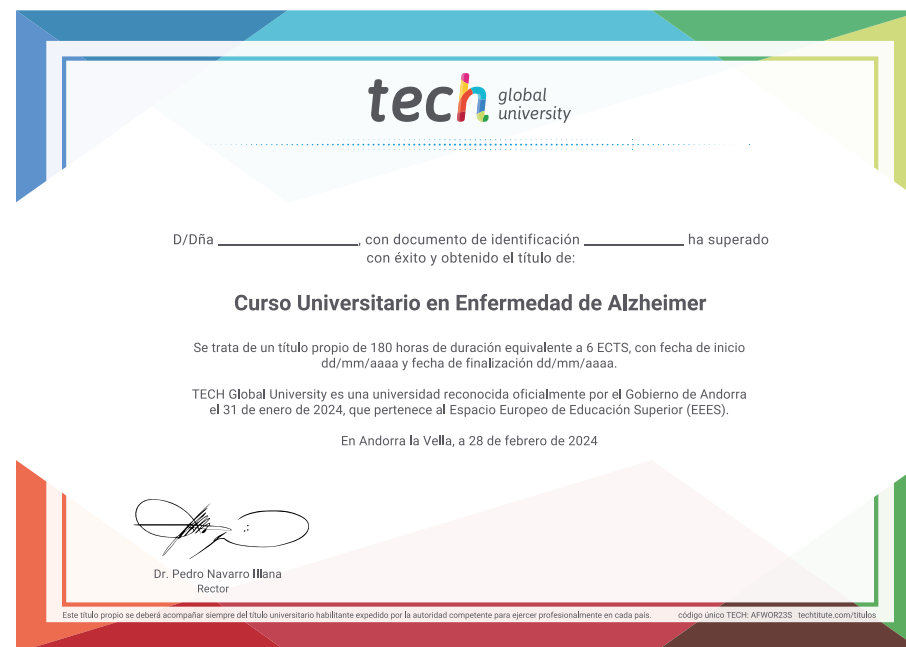 tech global university
D/Dña ____________________, con documento de identificación ______________ ha superado
con éxito y obtenido el título de:
Curso Universitario en Enfermedad de Alzheimer
Se trata de un título propio de 180 horas de duración equivalente a 6 ECTS, con fecha de inicio
dd/mm/aaaa y fecha de finalización dd/mm/aaaa.
TECH Global University es una universidad reconocida oficialmente por el Gobierno de Andorra
el 31 de enero de 2024, que pertenece al Espacio Europeo de Educación Superior (EEES).
En Andorra la Vella, a 28 de febrero de 2024
Dr. Pedro Navarro Illana
Rector
Este título propio se deberá acompañar siempre del título universitario habilitante expedido por la autoridad competente para ejercer profesionalmente en cada país. código único TECH: AFWOR23S techtitute.com/titulos